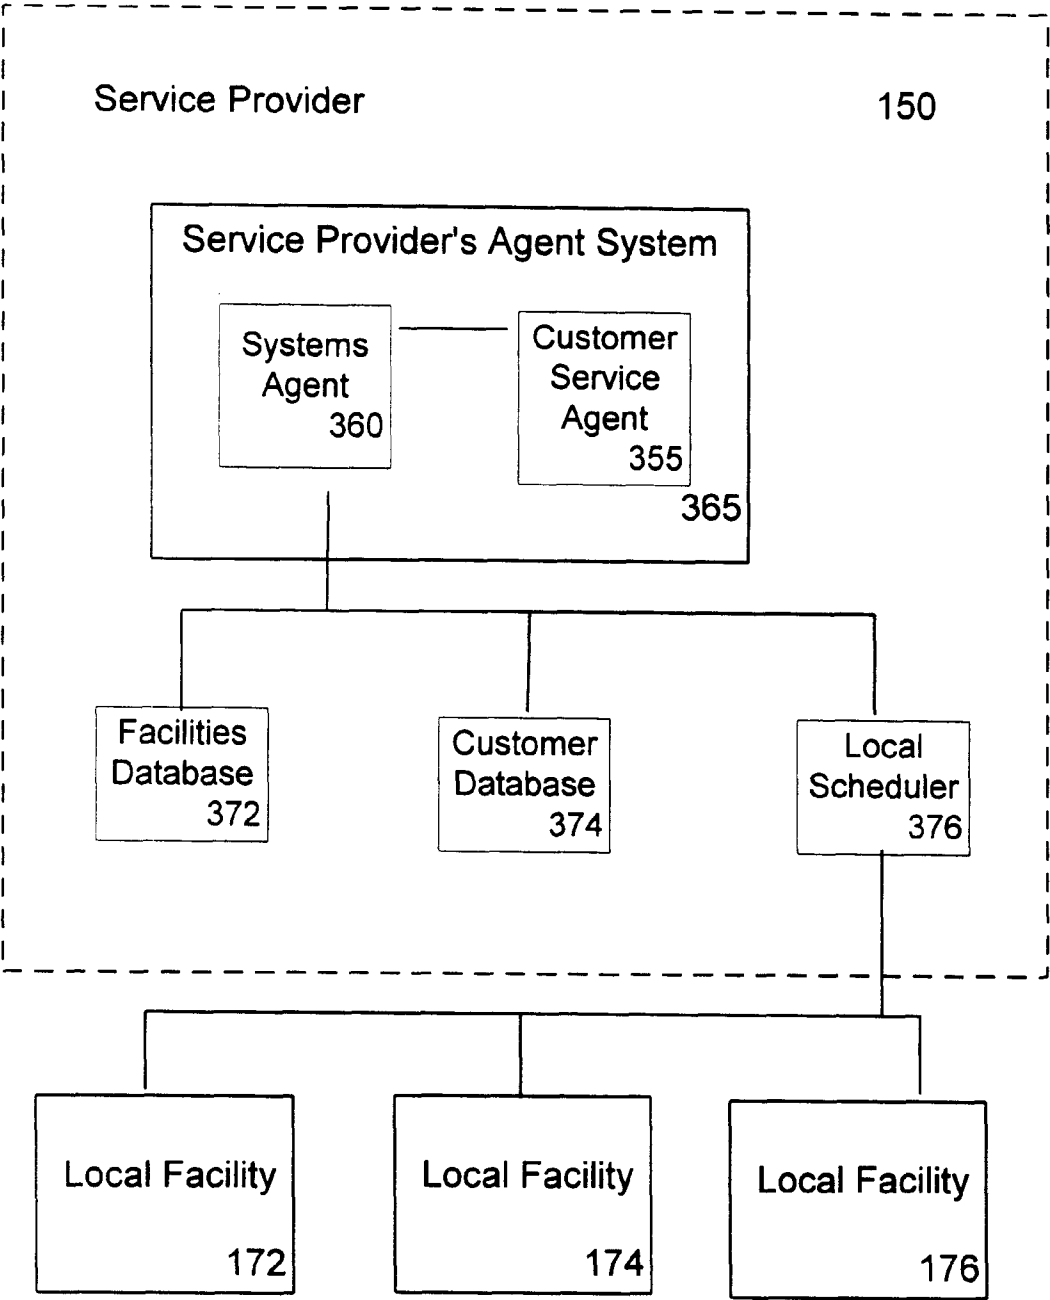 Service Provider
150
Service Provider's Agent System
Systems
Agent
360
Customer
Service
Agent
355
365
Facilities
Database
372
Customer
Database
374
Local
Scheduler
376
Local Facility
172
Local Facility
174
Local Facility
176